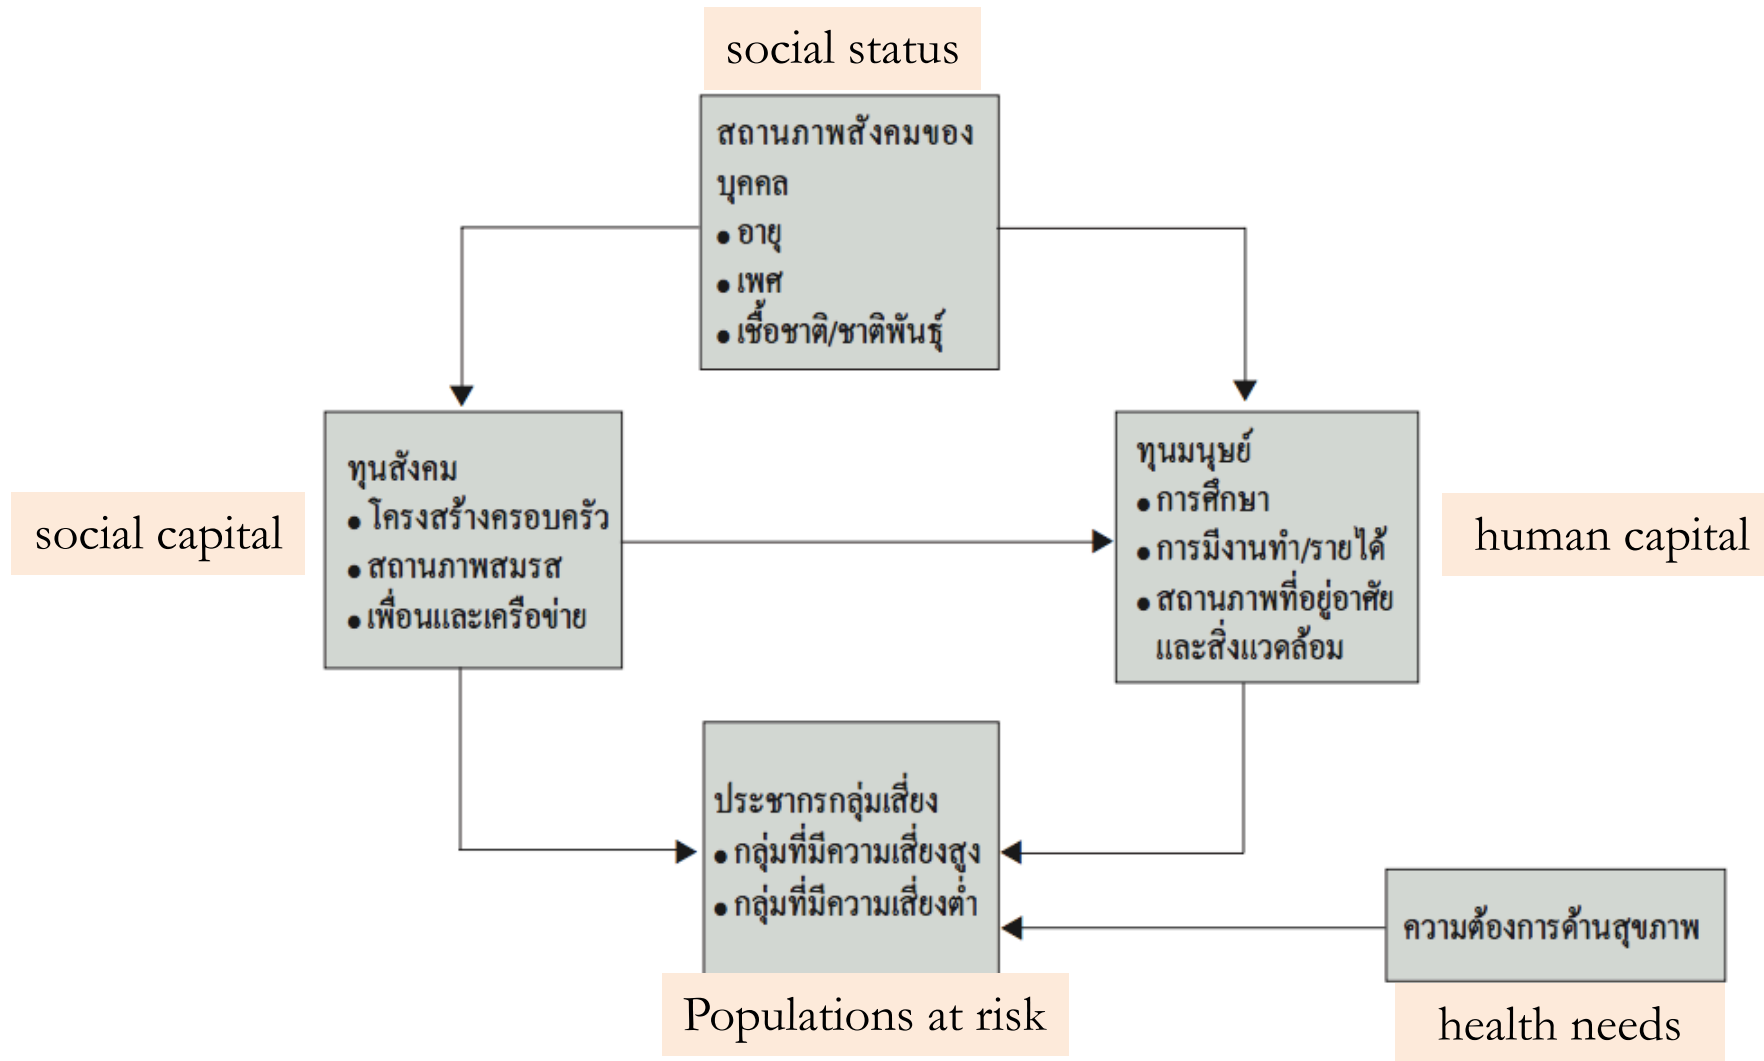 social status
สถานภาพสังคมของ
บุคคล
● อายุ
● เพศ
● เชื้อชาติ/ชาติพันธุ์
social capital
ทุนสังคม
● โครงสร้างครอบครัว
● สถานภาพสมรส
● เพื่อนและเครือข่าย
ทุนมนุษย์
● การศึกษา
● การมีงานทำ/รายได้
● สถานภาพที่อยู่อาศัย
และสิ่งแวดล้อม
human capital
ประชากรกลุ่มเสี่ยง
● กลุ่มที่มีความเสี่ยงสูง
● กลุ่มที่มีความเสี่ยงต่ำ
Populations at risk
ความต้องการด้านสุขภาพ
health needs